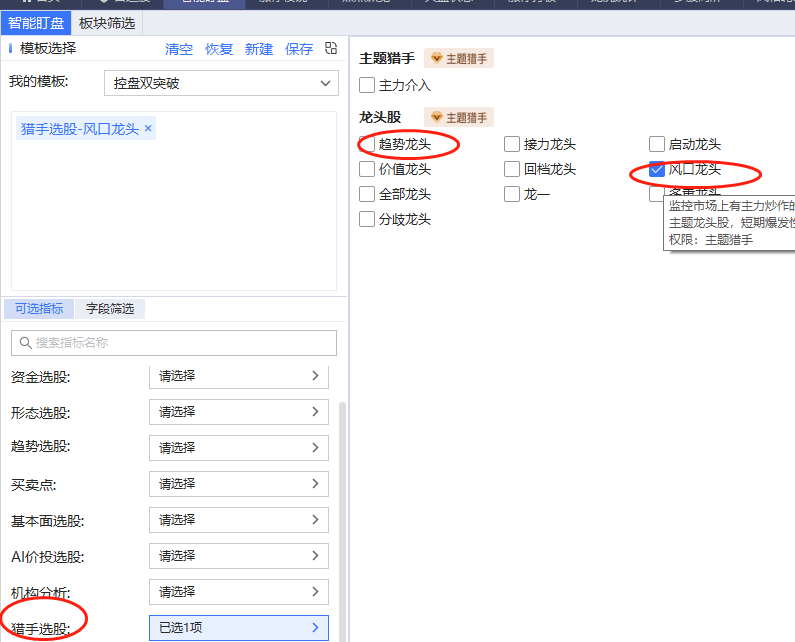 智能盯盘 板块筛选
模板选择 清空 恢复 新建 保存
我的模板: 控盘双突破
猎手选股-风口龙头 ×
可选指标 字段筛选
搜索指标名称
资金选股: 请选择
形态选股: 请选择
趋势选股: 请选择
买卖点: 请选择
基本面选股: 请选择
AI价投选股: 请选择
机构分析: 请选择
猎手选股: 已选1项
主题猎手 主题猎手
主力介入
龙头股 主题猎手
趋势龙头 接力龙头 启动龙头
价值龙头 回档龙头 风口龙头
全部龙头 龙一 多重龙头
分歧龙头
监控市场上有主力炒作的
主题龙头股，短期爆发性
权限：主题猎手